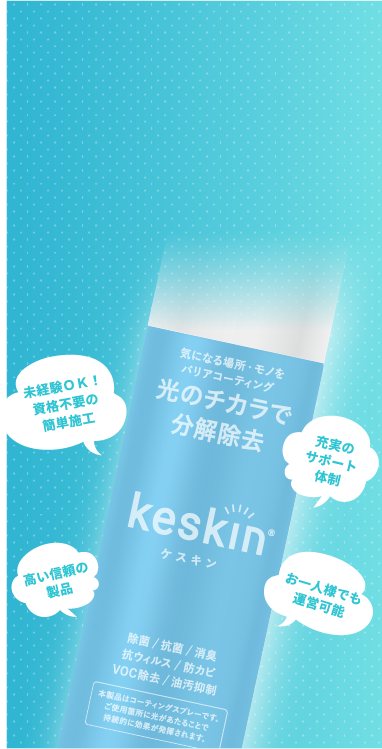 気になる場所・モノを
バリアコーティング
光のチカラで
分解除去
未経験OK！
資格不要の
簡単施工
充実の
サポート
体制
keskin®
ケスキン
高い信頼の
製品
お一人様でも
運営可能
除菌 / 抗菌 / 消臭
抗ウィルス / 防カビ
VOC除去 / 油汚抑制
本製品はコーティングスプレーです。
ご使用箇所に光があたることで
持続的に効果が発揮されます。